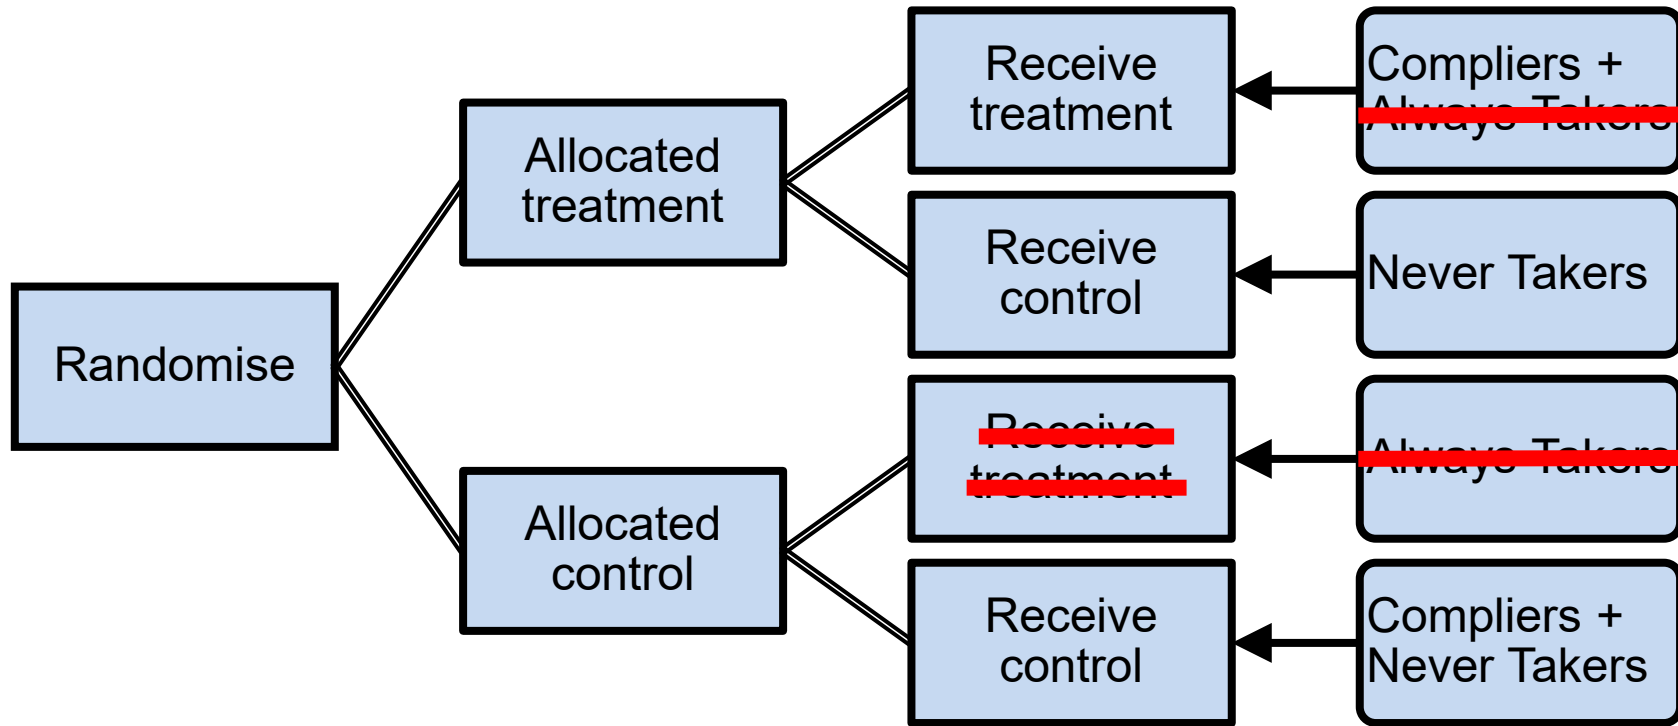 Randomise
Allocated
treatment
Allocated
control
Receive
treatment
Receive
control
Receive
treatment
Receive
control
Compliers +
Always Takers
Never Takers
Always Takers
Compliers +
Never Takers